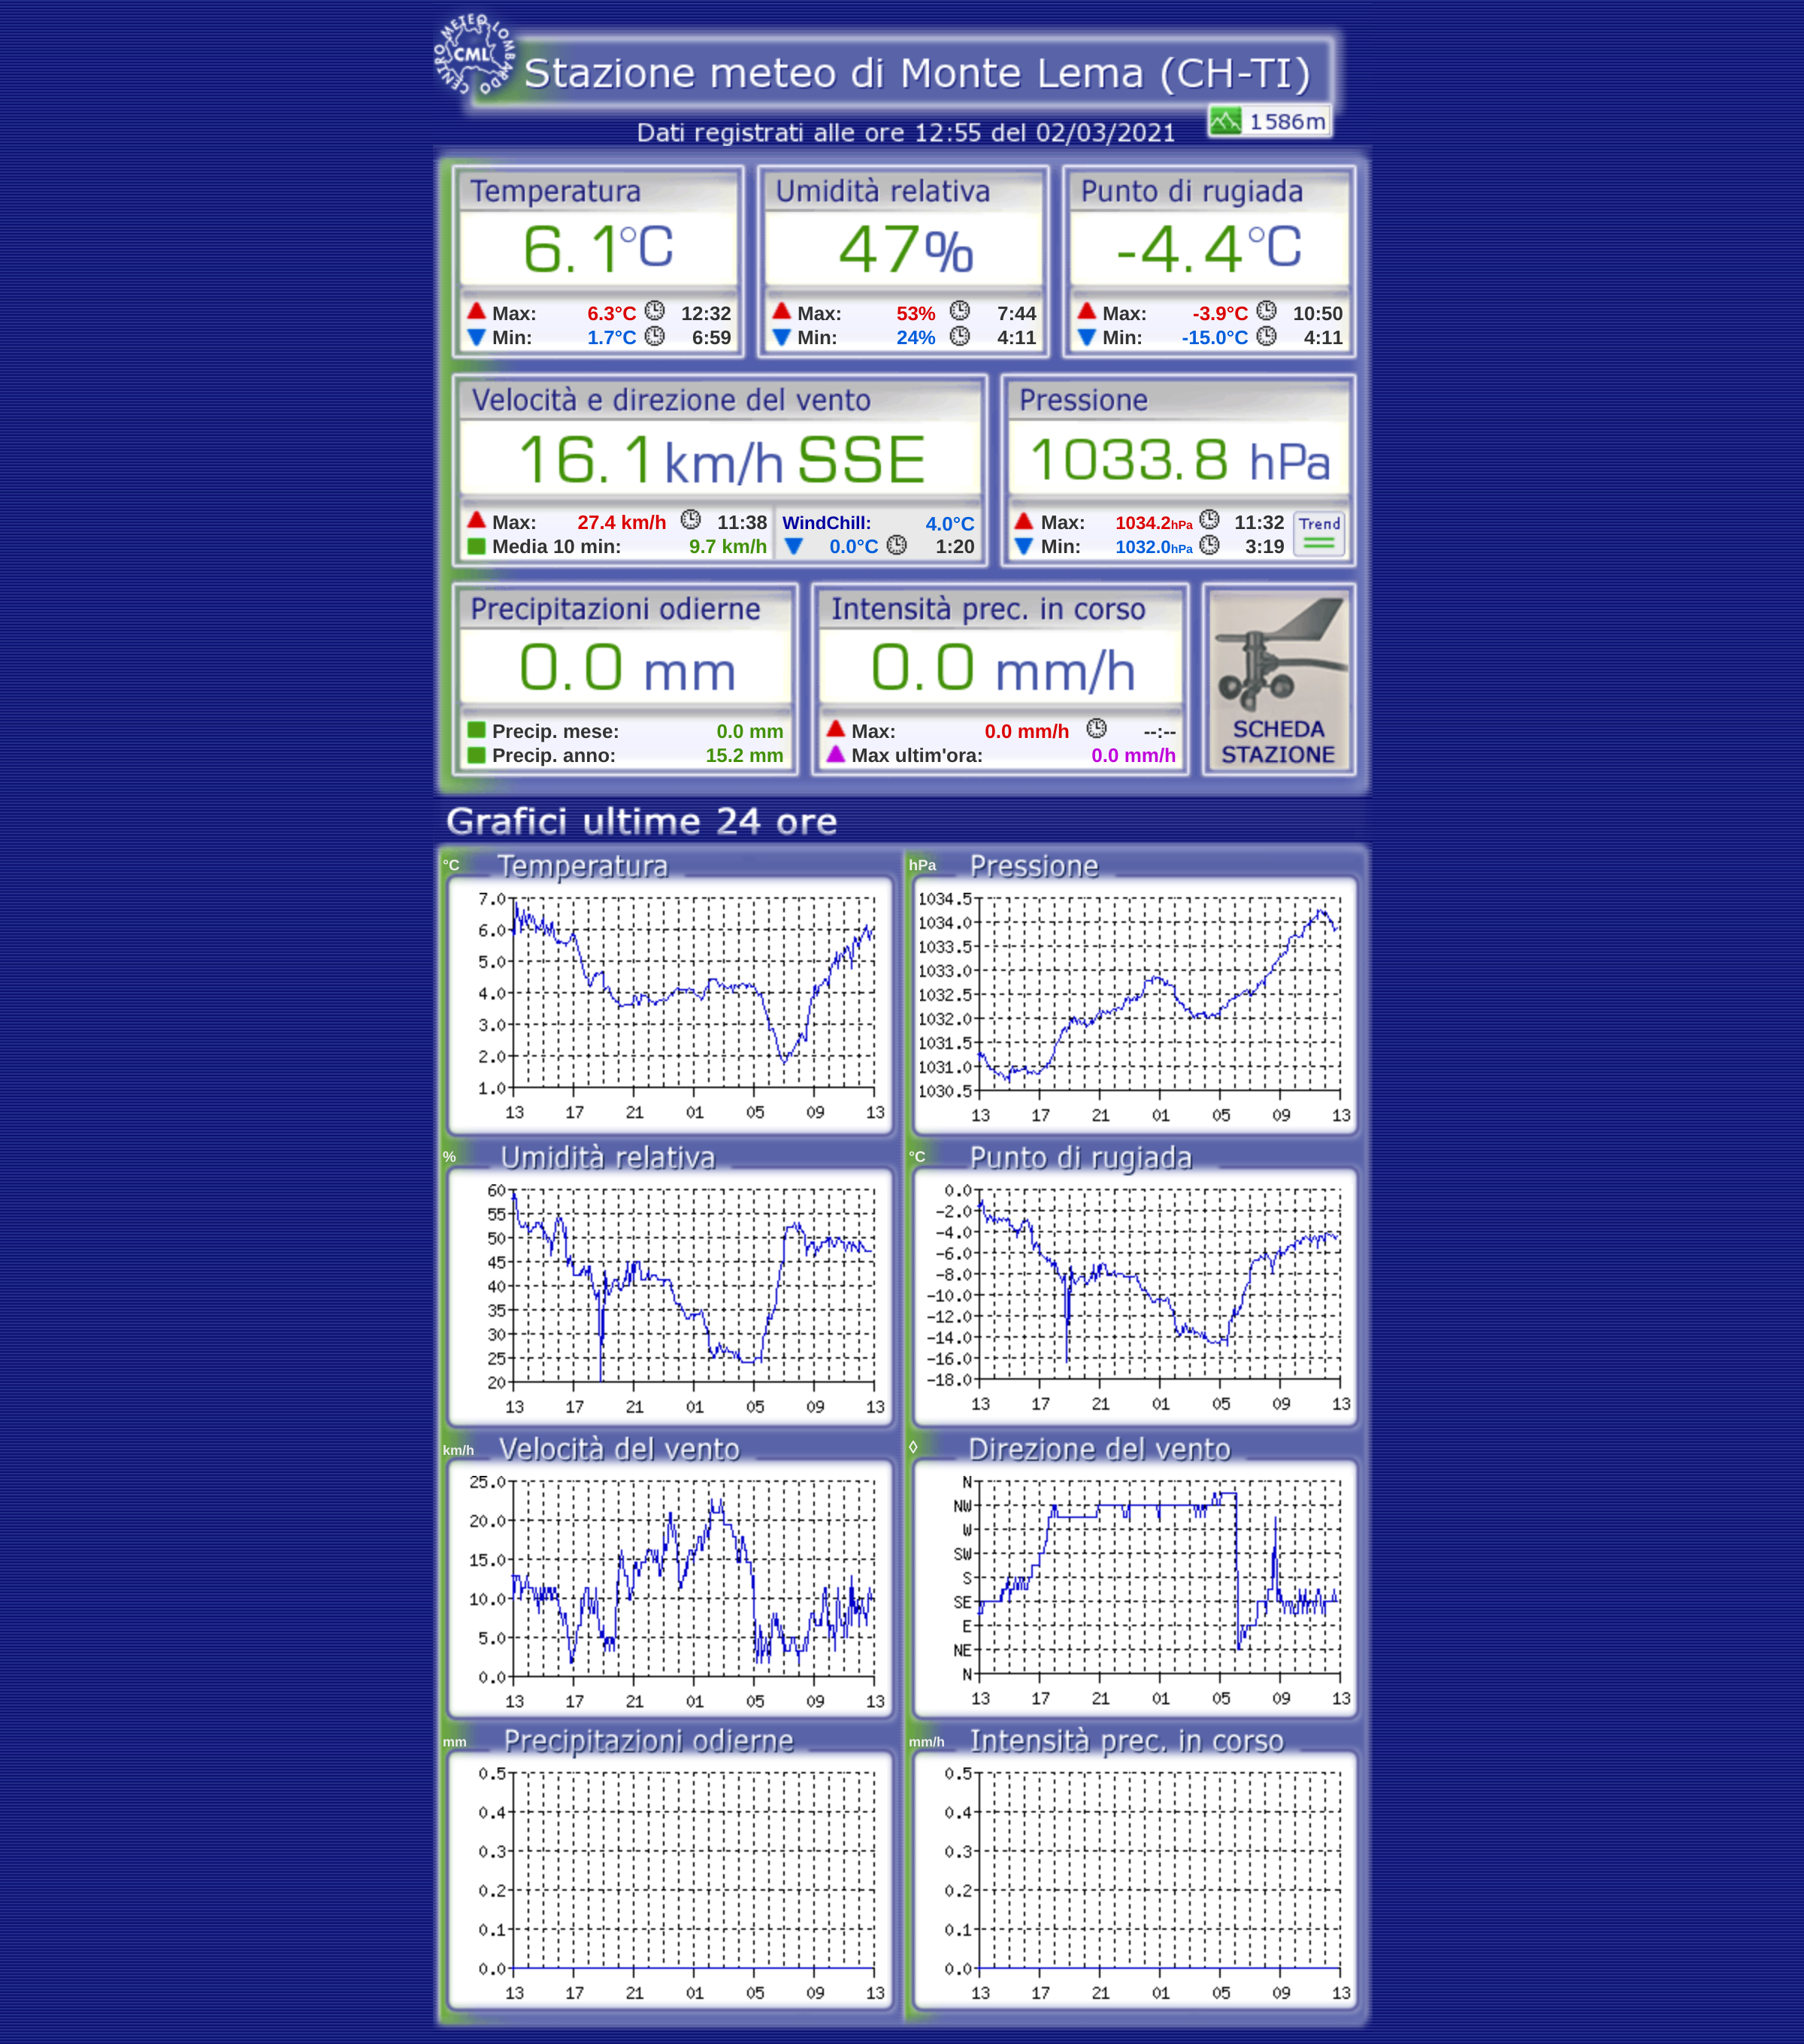 CENTRO METEO LOMBARDO
CML
Stazione meteo di Monte Lema (CH-TI)
1586m
Dati registrati alle ore 12:55 del 02/03/2021
Temperatura Umidità relativa Punto di rugiada
6.1°C 47% -4.4°C
Max: 6.3°C 12:32 Max: 53% 7:44 Max: -3.9°C 10:50
Min: 1.7°C 6:59 Min: 24% 4:11 Min: -15.0°C 4:11
Velocità e direzione del vento Pressione
16.1km/h SSE 1033.8 hPa
Max: 27.4 km/h 11:38 WindChill: 4.0°C Max: 1034.2hPa 11:32 Trend
Media 10 min: 9.7 km/h 0.0°C 1:20 Min: 1032.0hPa 3:19
Precipitazioni odierne Intensità prec. in corso
0.0 mm 0.0 mm/h
Precip. mese: 0.0 mm Max: 0.0 mm/h --:-- SCHEDA
Precip. anno: 15.2 mm Max ultim'ora: 0.0 mm/h STAZIONE
Grafici ultime 24 ore
°C Temperatura
7.0
6.0
5.0
4.0
3.0
2.0
1.0
13 17 21 01 05 09 13
hPa Pressione
1034.5
1034.0
1033.5
1033.0
1032.5
1032.0
1031.5
1031.0
1030.5
13 17 21 01 05 09 13
% Umidità relativa
60
55
50
45
40
35
30
25
20
13 17 21 01 05 09 13
°C Punto di rugiada
0.0
-2.0
-4.0
-6.0
-8.0
-10.0
-12.0
-14.0
-16.0
-18.0
13 17 21 01 05 09 13
km/h Velocità del vento
25.0
20.0
15.0
10.0
5.0
0.0
13 17 21 01 05 09 13
◊ Direzione del vento
N
NW
W
SW
S
SE
E
NE
N
13 17 21 01 05 09 13
mm Precipitazioni odierne
0.5
0.4
0.3
0.2
0.1
0.0
13 17 21 01 05 09 13
mm/h Intensità prec. in corso
0.5
0.4
0.3
0.2
0.1
0.0
13 17 21 01 05 09 13